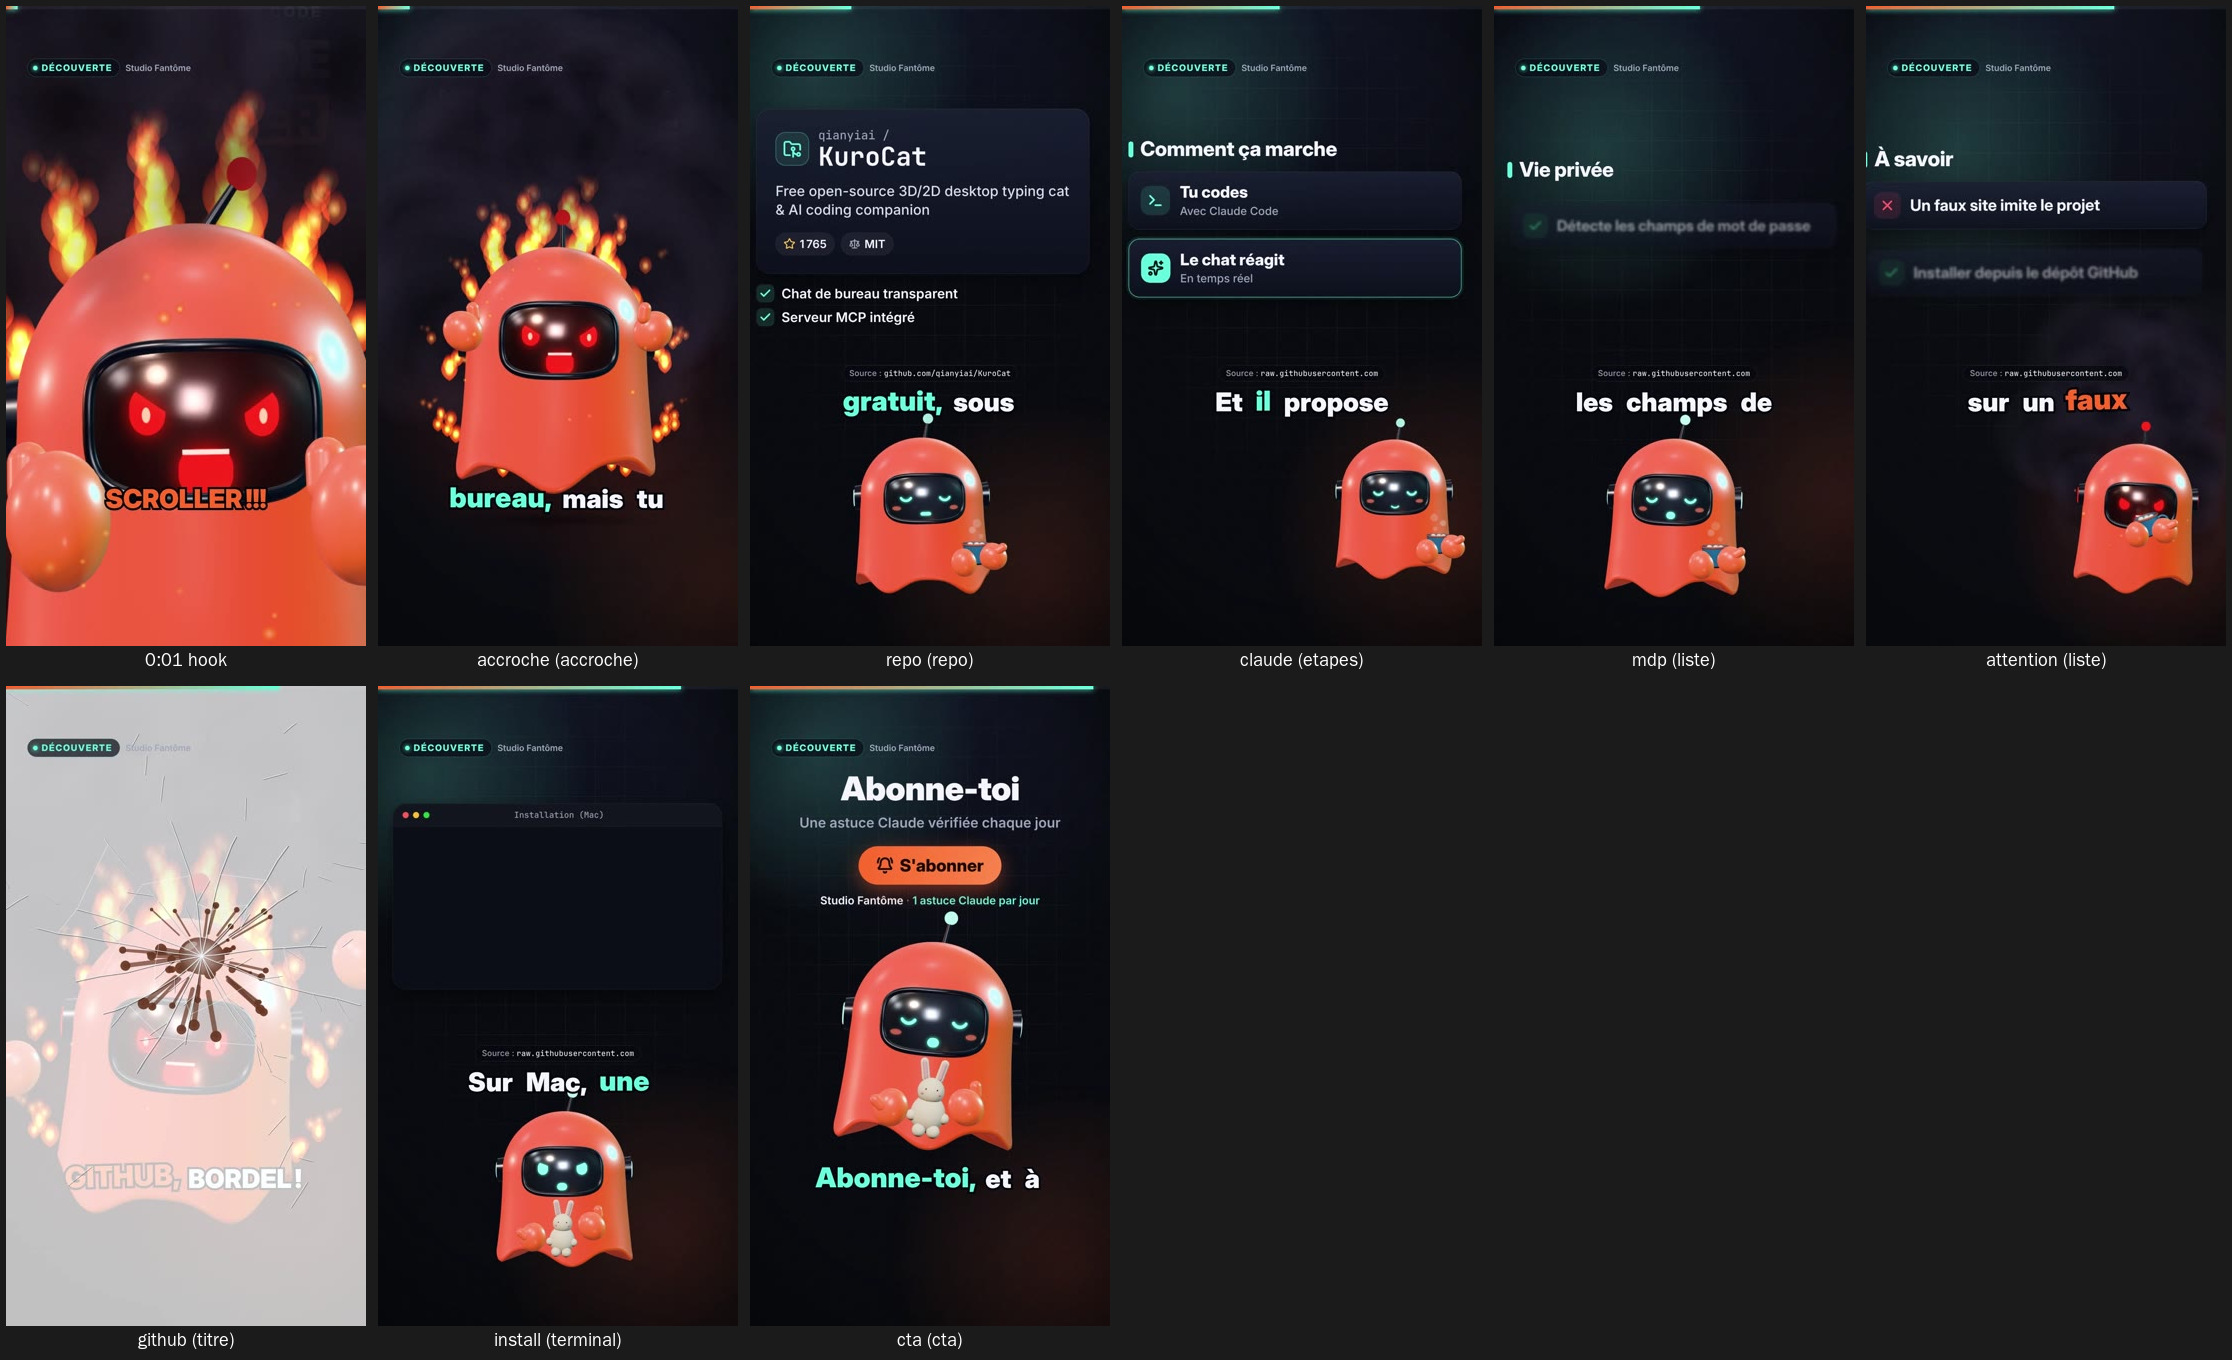 DÉCOUVERTE Studio Fantôme
SCROLLER!!!
0:01 hook
DÉCOUVERTE Studio Fantôme
bureau, mais tu
accroche (accroche)
DÉCOUVERTE Studio Fantôme
qianyiai /
KuroCat
Free open-source 3D/2D desktop typing cat
& AI coding companion
1765
MIT
Chat de bureau transparent
Serveur MCP intégré
Source : github.com/qianyiai/KuroCat
gratuit, sous
repo (repo)
DÉCOUVERTE Studio Fantôme
Comment ça marche
Tu codes
Avec Claude Code
Le chat réagit
En temps réel
Source : raw.githubusercontent.com
Et il propose
claude (etapes)
DÉCOUVERTE Studio Fantôme
Vie privée
Détecte les champs de mot de passe
Source : raw.githubusercontent.com
les champs de
mdp (liste)
DÉCOUVERTE Studio Fantôme
À savoir
Un faux site imite le projet
Installer depuis le dépôt GitHub
Source : raw.githubusercontent.com
sur un faux
attention (liste)
DÉCOUVERTE Studio Fantôme
GITHUB, BORDEL!
github (titre)
DÉCOUVERTE Studio Fantôme
Installation (Mac)
Source : raw.githubusercontent.com
Sur Mac, une
install (terminal)
DÉCOUVERTE Studio Fantôme
Abonne-toi
Une astuce Claude vérifiée chaque jour
S'abonner
Studio Fantôme · 1 astuce Claude par jour
Abonne-toi, et à
cta (cta)